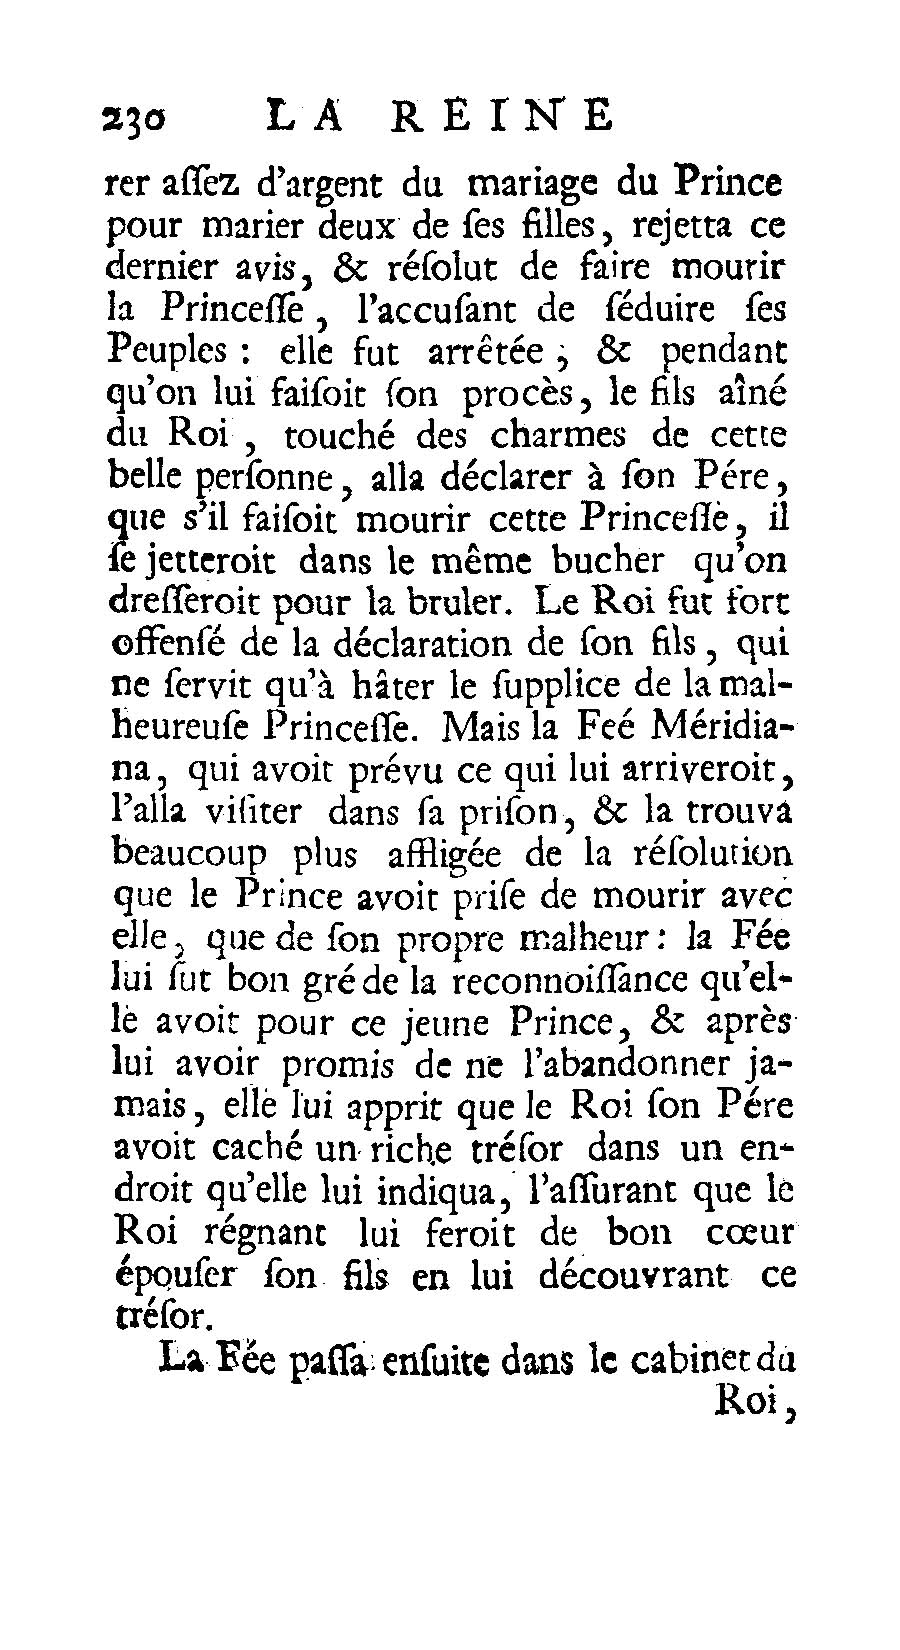 230 LA REINE
rer aſſez d'argent du mariage du Prince
pour marier deux de ſes filles, rejetta ce
dernier avis, & réſolut de faire mourir
la Princeſſe, l'accuſant de ſéduire ſes
Peuples : elle fut arrêtée ; & pendant
qu'on lui faiſoit ſon procès, le fils aîné
du Roi, touché des charmes de cette
belle perſonne, alla déclarer à ſon Pére,
que s'il faiſoit mourir cette Princeſſe, il
ſe jetteroit dans le même bucher qu'on
dreſſeroit pour la bruler. Le Roi fut fort
offenſé de la déclaration de ſon fils, qui
ne ſervit qu'à hâter le ſupplice de la mal-
heureuſe Princeſſe. Mais la Feé Méridia-
na, qui avoit prévu ce qui lui arriveroit,
l'alla viſiter dans ſa priſon, & la trouva
beaucoup plus affligée de la réſolution
que le Prince avoit priſe de mourir avec
elle, que de ſon propre malheur : la Fée
lui ſut bon gré de la reconnoiſſance qu'el-
le avoit pour ce jeune Prince, & après
lui avoir promis de ne l'abandonner ja-
mais, elle lui apprit que le Roi ſon Pére
avoit caché un riche tréſor dans un en-
droit qu'elle lui indiqua, l'aſſurant que le
Roi régnant lui feroit de bon cœur
épouſer ſon fils en lui découvrant ce
tréſor.
La Fée paſſa enſuite dans le cabinet du
Roi,